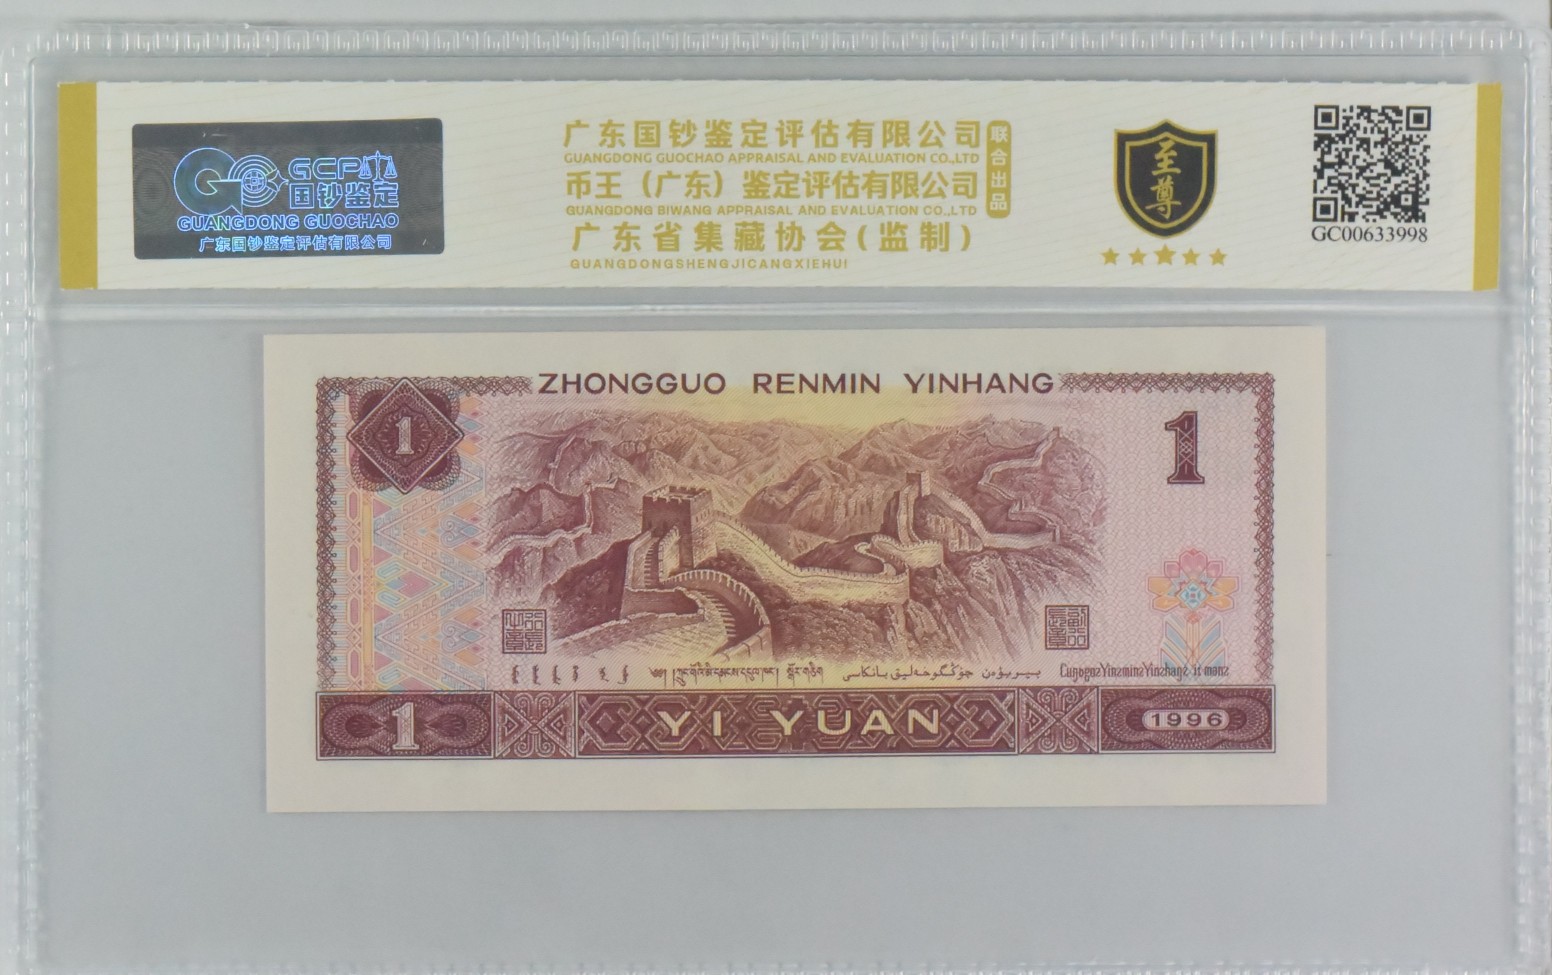 GCP
国钞鉴定
GUANGDONG GUOCHAO
广东国钞鉴定评估有限公司
广东国钞鉴定评估有限公司
GUANGDONG GUOCHAO APPRAISAL AND EVALUATION CO.,LTD
币王（广东）鉴定评估有限公司
GUANGDONG BIWANG APPRAISAL AND EVALUATION CO.,LTD
广东省集藏协会(监制)
GUANGDONGSHENGJICANGXIEHUI
联合出品
至尊
GC00633998
ZHONGGUO RENMIN YINHANG
1
1
1
YI YUAN
1996